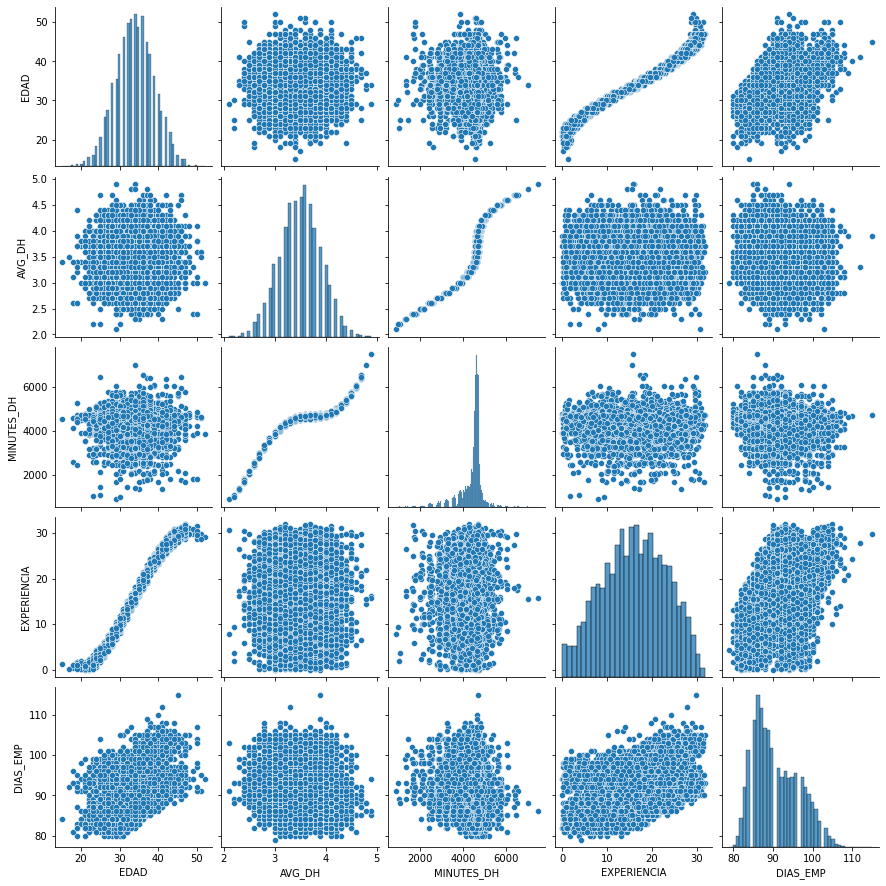 50
40
30
20
EDAD
5.0
4.5
4.0
3.5
3.0
2.5
2.0
AVG_DH
6000
4000
2000
MINUTES_DH
30
20
10
0
EXPERIENCIA
110
100
90
80
DIAS_EMP
20 30 40 50
EDAD
2 3 4 5
AVG_DH
2000 4000 6000
MINUTES_DH
0 10 20 30
EXPERIENCIA
80 90 100 110
DIAS_EMP